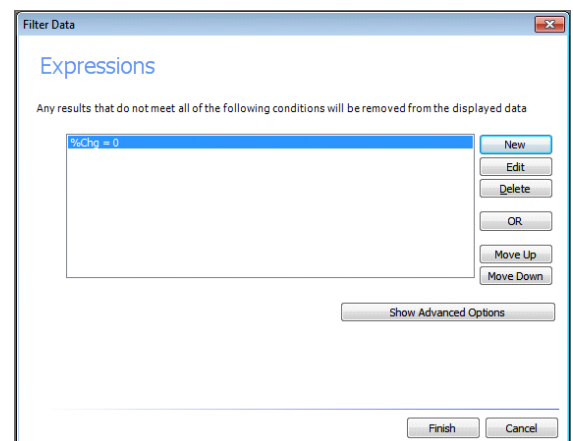 Filter Data
Expressions
Any results that do not meet all of the following conditions will be removed from the displayed data
%Chg = 0
New
Edit
Delete
OR
Move Up
Move Down
Show Advanced Options
Finish
Cancel